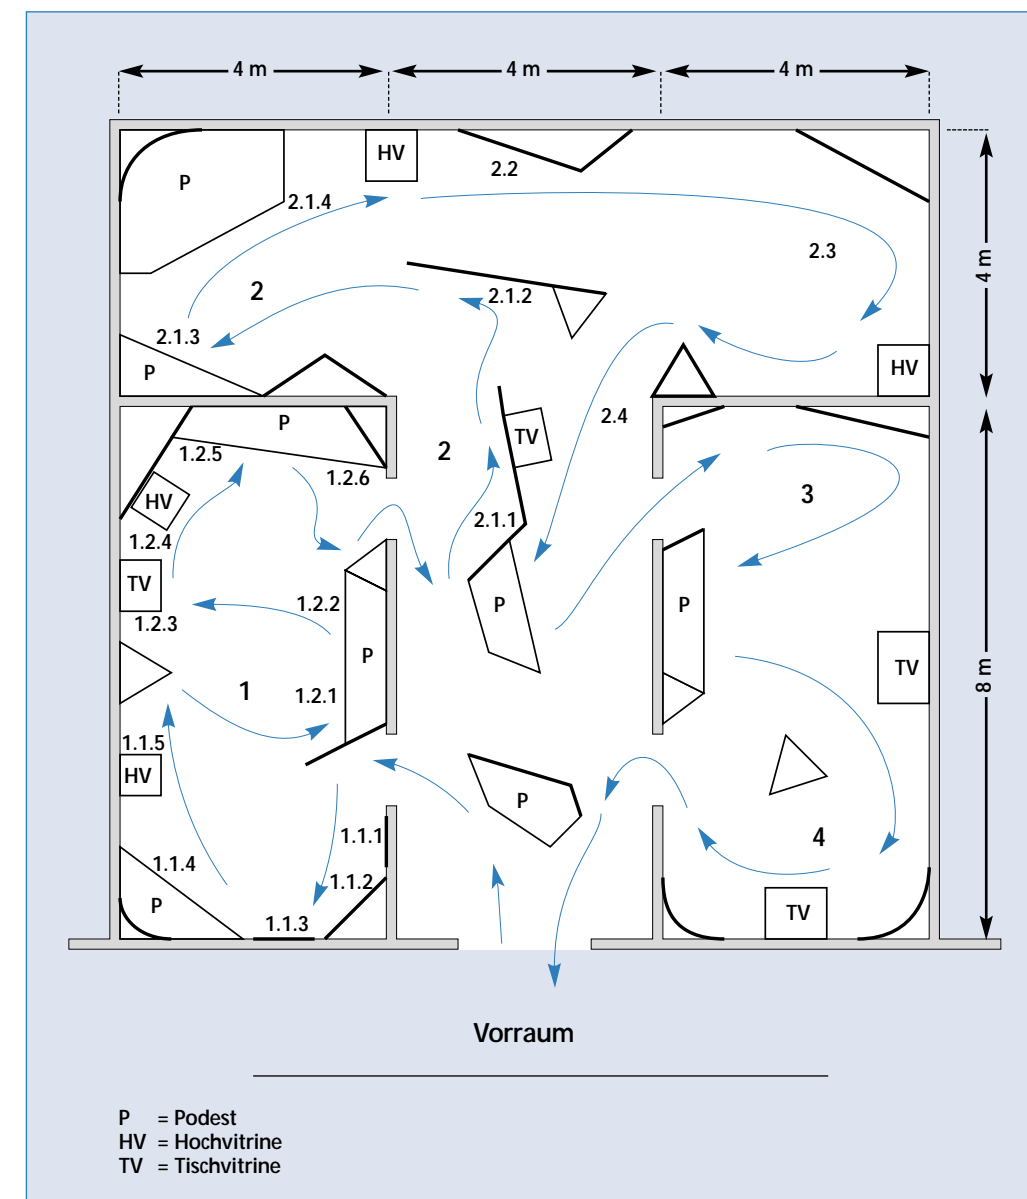 4 m 4 m 4 m
HV
P
2.2
2.1.4
2.3
4 m
2
2.1.2
2.1.3
P
HV
2.4
P
1.2.5
1.2.6
2
TV
3
HV
2.1.1
1.2.4
TV
1.2.3
1.2.2
P
P
P
TV
8 m
1
1.2.1
1.1.5
HV
P
1.1.1
4
1.1.4
1.1.2
P
1.1.3
TV
Vorraum
P = Podest
HV = Hochvitrine
TV = Tischvitrine